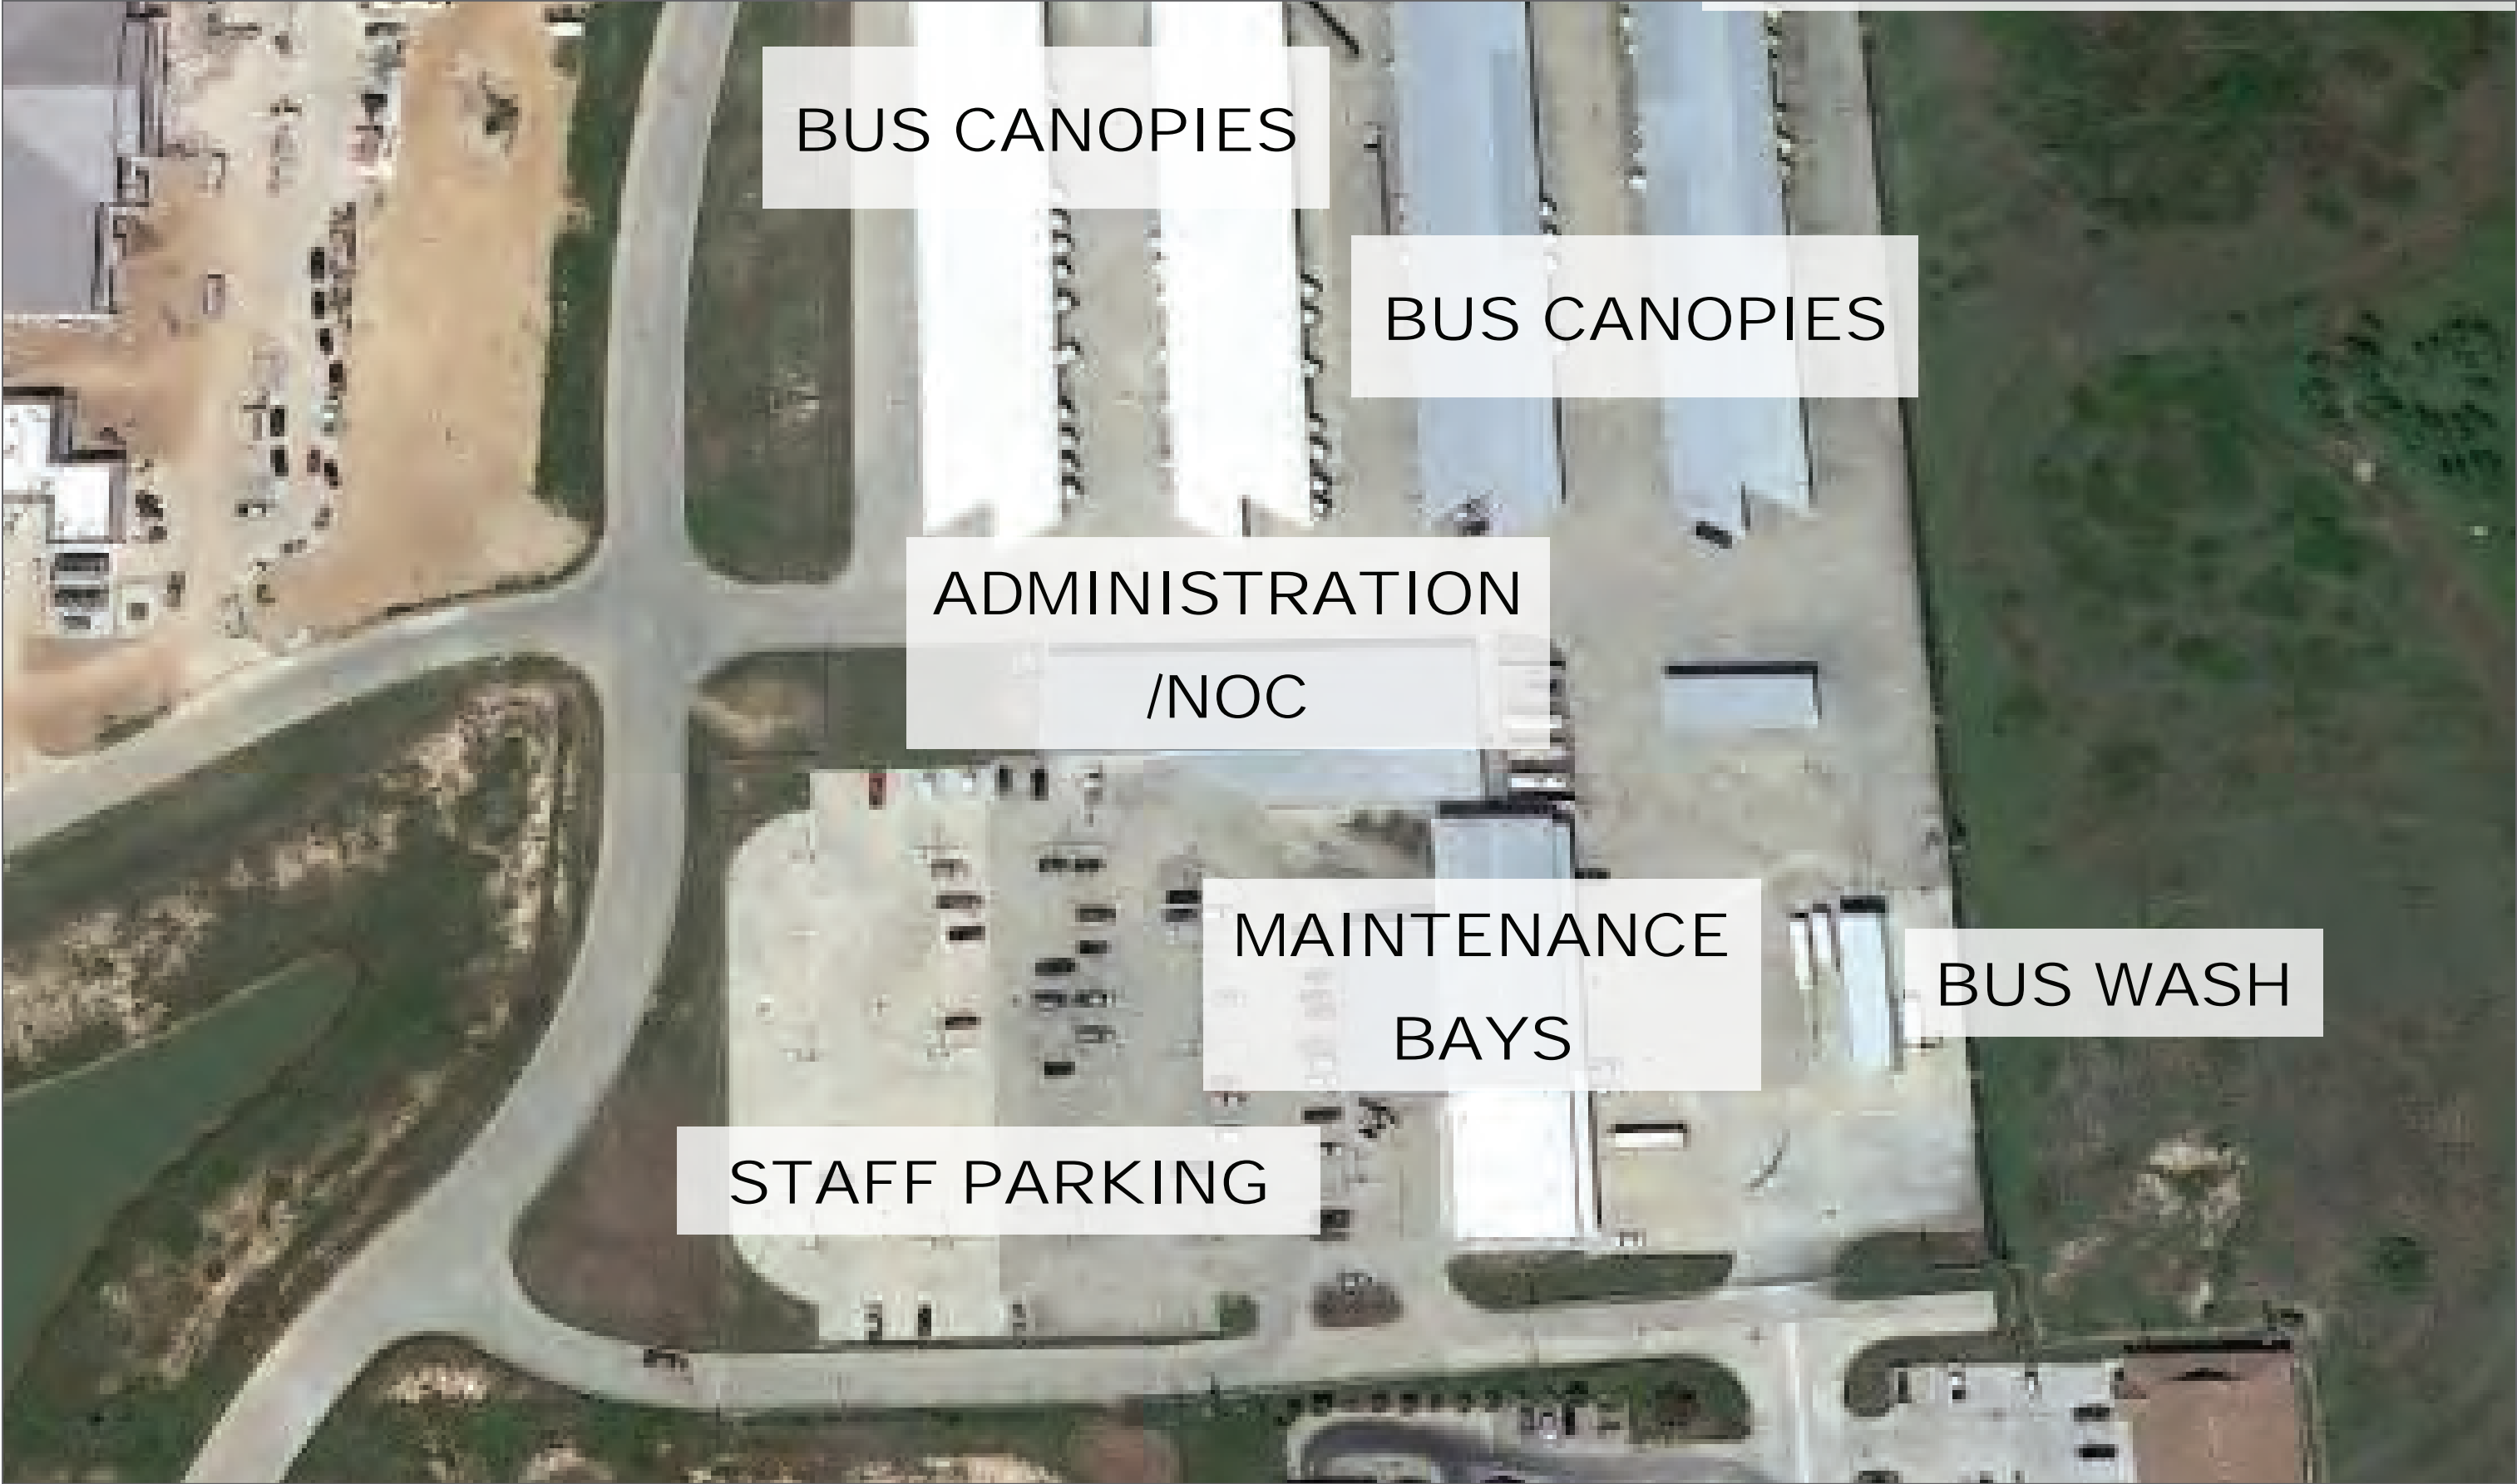 BUS CANOPIES
BUS CANOPIES
ADMINISTRATION
/NOC
MAINTENANCE
BAYS
BUS WASH
STAFF PARKING